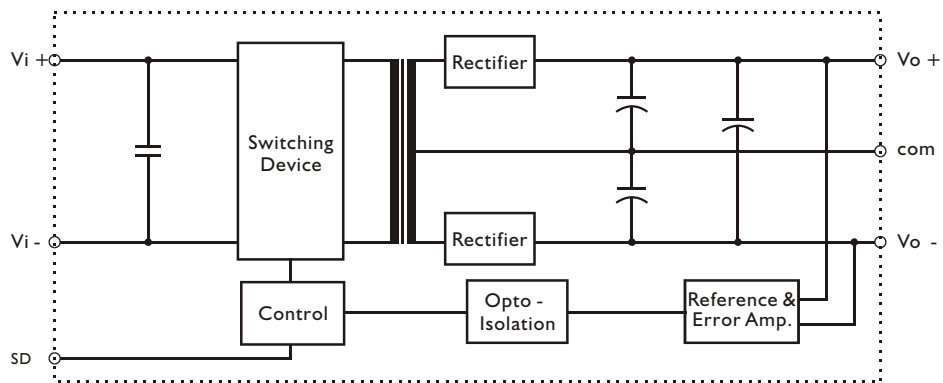 Vi +
Rectifier
Vo +
Switching
Device
com
Vi -
Rectifier
Vo -
Control
Opto -
Isolation
Reference &
Error Amp.
SD